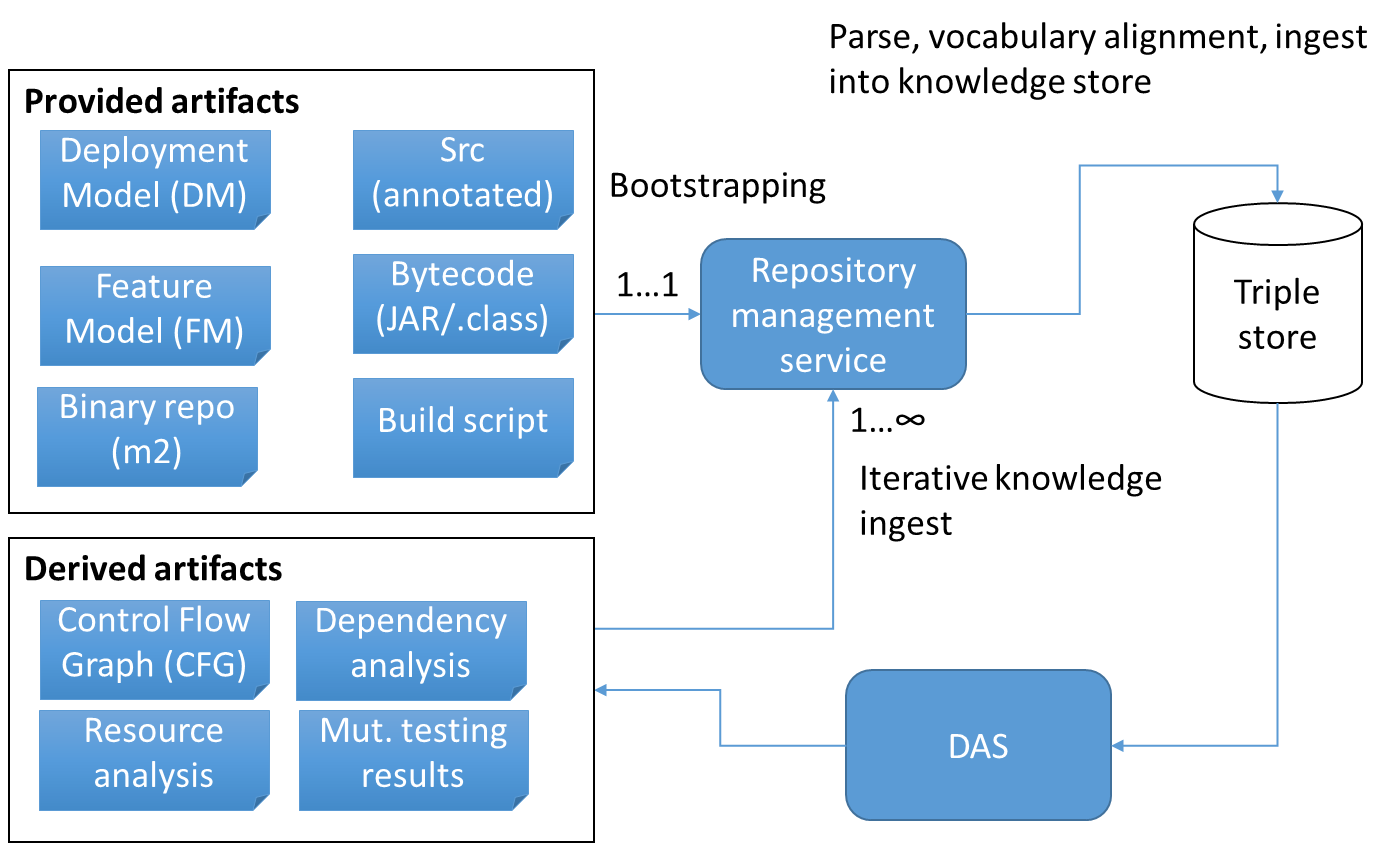 Parse, vocabulary alignment, ingest
into knowledge store
Provided artifacts
Deployment
Model (DM)
Src
(annotated)
Feature
Model (FM)
Bytecode
(JAR/.class)
Binary repo
(m2)
Build script
Bootstrapping
1...1
Repository
management
service
Triple
store
1...∞
Iterative knowledge
ingest
Derived artifacts
Control Flow
Graph (CFG)
Dependency
analysis
Resource
analysis
Mut. testing
results
DAS